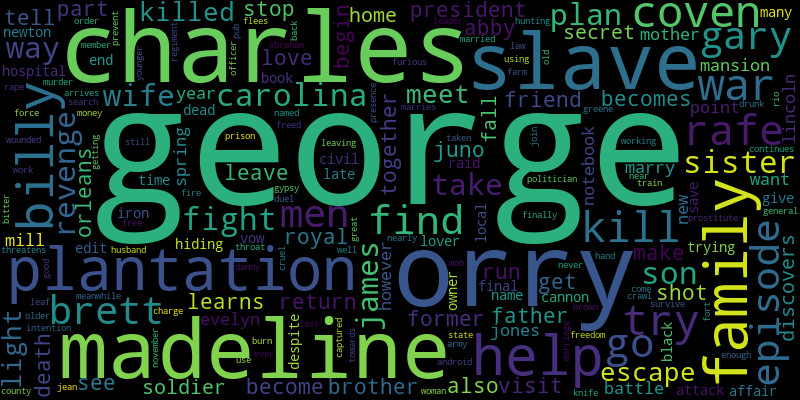 charles
george
orry
madeline
plantation
slave
family
help
coven
gary
war
rafe
sister
kill
find
try
go
episode
escape
son
billy
brett
wife
carolina
fight
men
take
james
light
revenge
way
plan
killed
president
abby
stop
home
part
tell
begin
love
secret
mother
mansion
newton
hospital
end
order
member
prevent
flees
younger
regiment
officer
pub
back
leader
abraham
furious
married
hunting
law
using
farm
old
many
murder
rape
arrives
search
force
money
wounded
work
bitter
threatens
year
book
dead
meet
friend
becomes
point
lincoln
fall
juno
raid
together
however
notebook
marry
new
save
want
give
discovers
general
train
near
politician
join
finally
working
taken
greene
rio
drunk
continues
prostitute
presence
marries
named
freed
leaving
prison
still
spring
time
fire
iron
free
orleans
mill
edit
hiding
husband
leave
civil
late
gypsy
duel
vow
cruel
throat
royal
great
nearly
well
lover
local
owner
run
make
trying
shot
get
never
hand
come
crawl
survive
fort
freedom
brown
black
enough
affair
attack
battle
knife
jones
father
name
cannon
final
former
return
learns
evelyn
despite
danny
mob
state
army
android
towards
captured
last
ever
burn
use
charge
november
soldier
become
brother
also
visit
woman
see
death
leaf
older
intention
county
jean
meanwhile
good
marriage